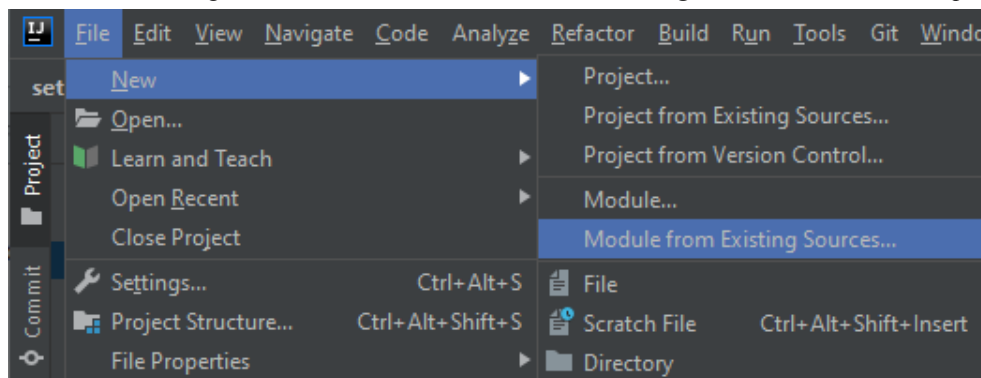 IJ File Edit View Navigate Code Analyze Refactor Build Run Tools Git Windo
set
New
Open...
Learn and Teach
Open Recent
Close Project
Settings... Ctrl+Alt+S
Project Structure... Ctrl+Alt+Shift+S
File Properties
Project...
Project from Existing Sources...
Project from Version Control...
Module...
Module from Existing Sources...
File
Scratch File Ctrl+Alt+Shift+Insert
Directory
Project
Commit